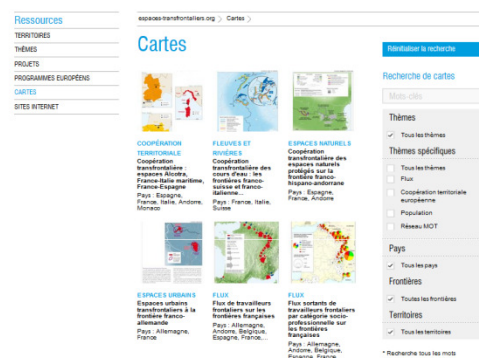 Ressources
TERRITOIRES
THÈMES
PROJETS
PROGRAMMES EUROPÉENS
CARTES
SITES INTERNET
espaces-transfrontaliers.org > Cartes >
Cartes
COOPÉRATION
TERRITORIALE
Coopération
transfrontalière :
espaces Alcotra,
France-Italie maritime,
France-Espagne
Pays : Espagne,
France, Italie, Andorre,
Monaco
FLEUVES ET
RIVIÈRES
Coopération
transfrontalière des
cours d'eau : les
frontières franco-
suisse et franco-
italienne...
Pays : France, Italie,
Suisse
ESPACES NATURELS
Coopération
transfrontalière des
espaces naturels
protégés sur la
frontière franco-
hispano-andorrane
Pays : Espagne,
France, Andorre
ESPACES URBAINS
Espaces urbains
transfrontaliers à la
frontière franco-
allemande
Pays : Allemagne,
France
FLUX
Flux de travailleurs
frontaliers sur les
frontières françaises
Pays : Allemagne,
Andorre, Belgique,
Espagne, France,...
FLUX
Flux sortants de
travailleurs frontaliers
par catégorie socio-
professionnelle sur
les frontières
françaises
Pays : Allemagne,
Andorre, Belgique,
Espagne, France
Réinitialiser la recherche
Recherche de cartes
Mots-clés
Thèmes
Tous les thèmes
Thèmes spécifiques
Tous les thèmes
Flux
Coopération territoriale
européenne
Population
Réseau MOT
Pays
Tous les pays
Frontières
Toutes les frontières
Territoires
Tous les territoires
* Recherche tous les mots